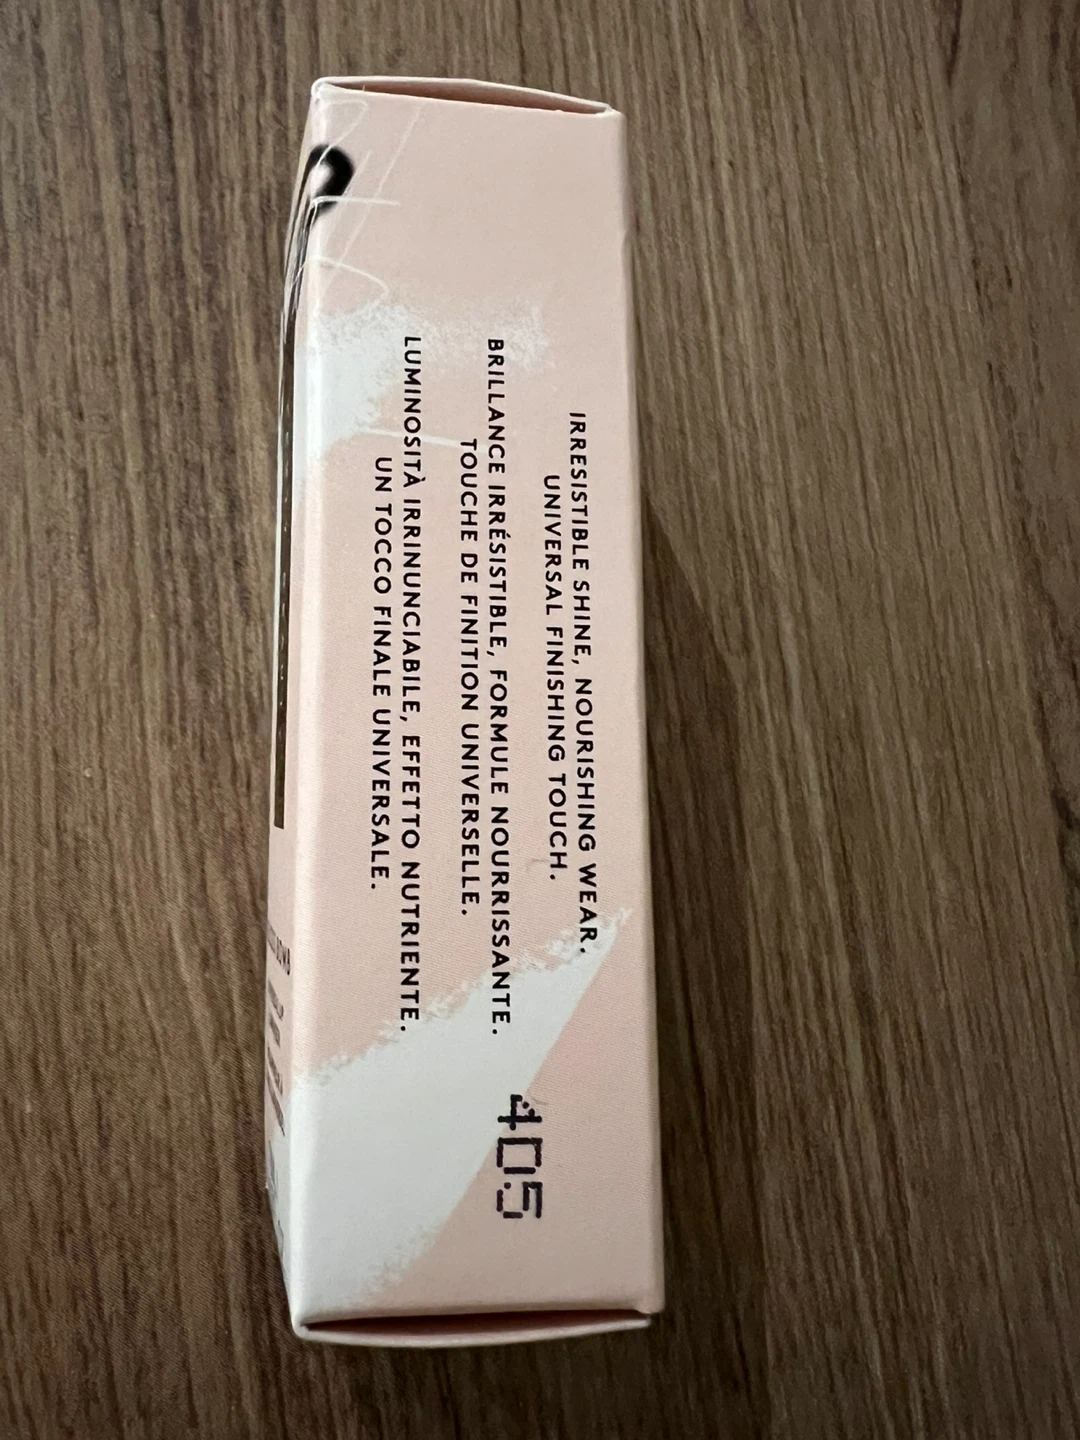 IRRESISTIBLE SHINE, NOURISHING WEAR.
UNIVERSAL FINISHING TOUCH.
BRILLANCE IRRÉSISTIBLE, FORMULE NOURRISSANTE.
TOUCHE DE FINITION UNIVERSELLE.
LUMINOSITÀ IRRINUNCIABILE, EFFETTO NUTRIENTE.
UN TOCCO FINALE UNIVERSALE.
405